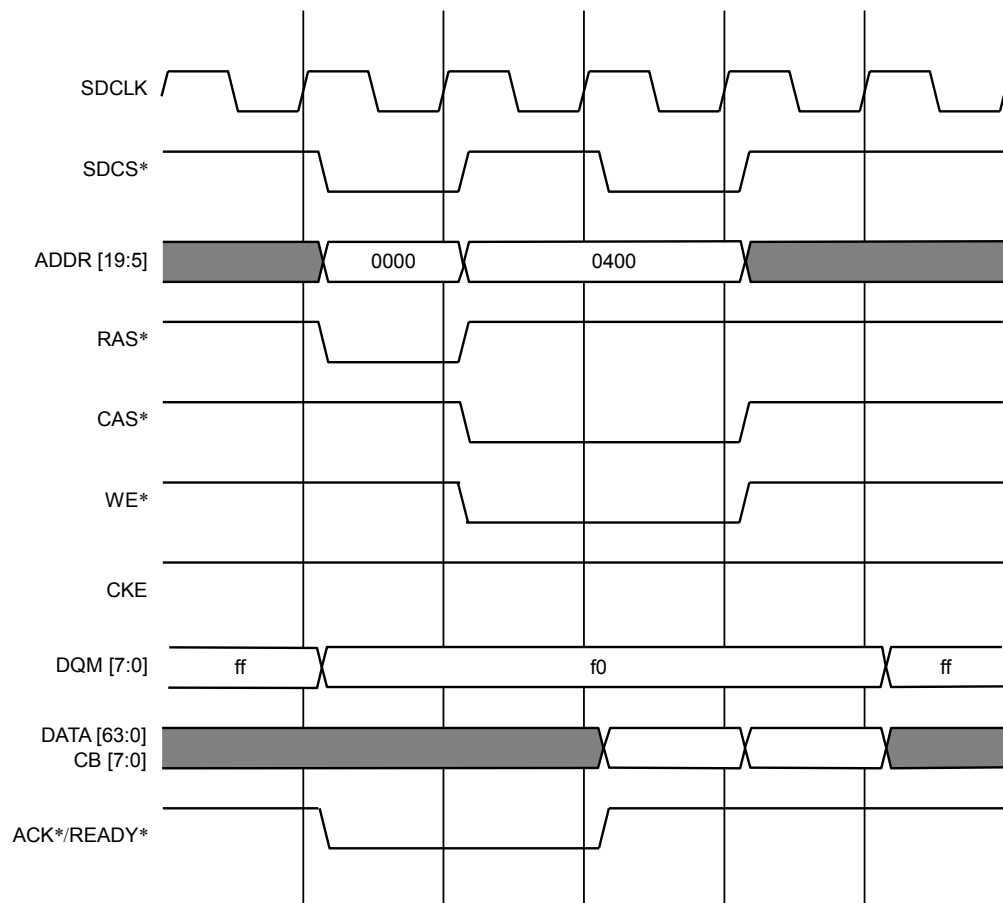 SDCLK
SDCS*
ADDR [19:5]
0000
0400
RAS*
CAS*
WE*
CKE
DQM [7:0]
ff
f0
ff
DATA [63:0]
CB [7:0]
ACK*/READY*